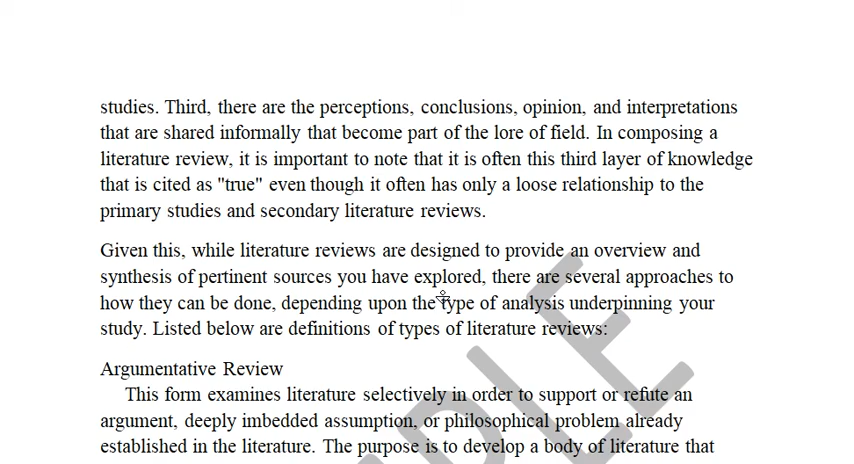 studies. Third, there are the perceptions, conclusions, opinion, and interpretations
that are shared informally that become part of the lore of field. In composing a
literature review, it is important to note that it is often this third layer of knowledge
that is cited as "true" even though it often has only a loose relationship to the
primary studies and secondary literature reviews.
Given this, while literature reviews are designed to provide an overview and
synthesis of pertinent sources you have explored, there are several approaches to
how they can be done, depending upon the type of analysis underpinning your
study. Listed below are definitions of types of literature reviews:
Argumentative Review
This form examines literature selectively in order to support or refute an
argument, deeply imbedded assumption, or philosophical problem already
established in the literature. The purpose is to develop a body of literature that